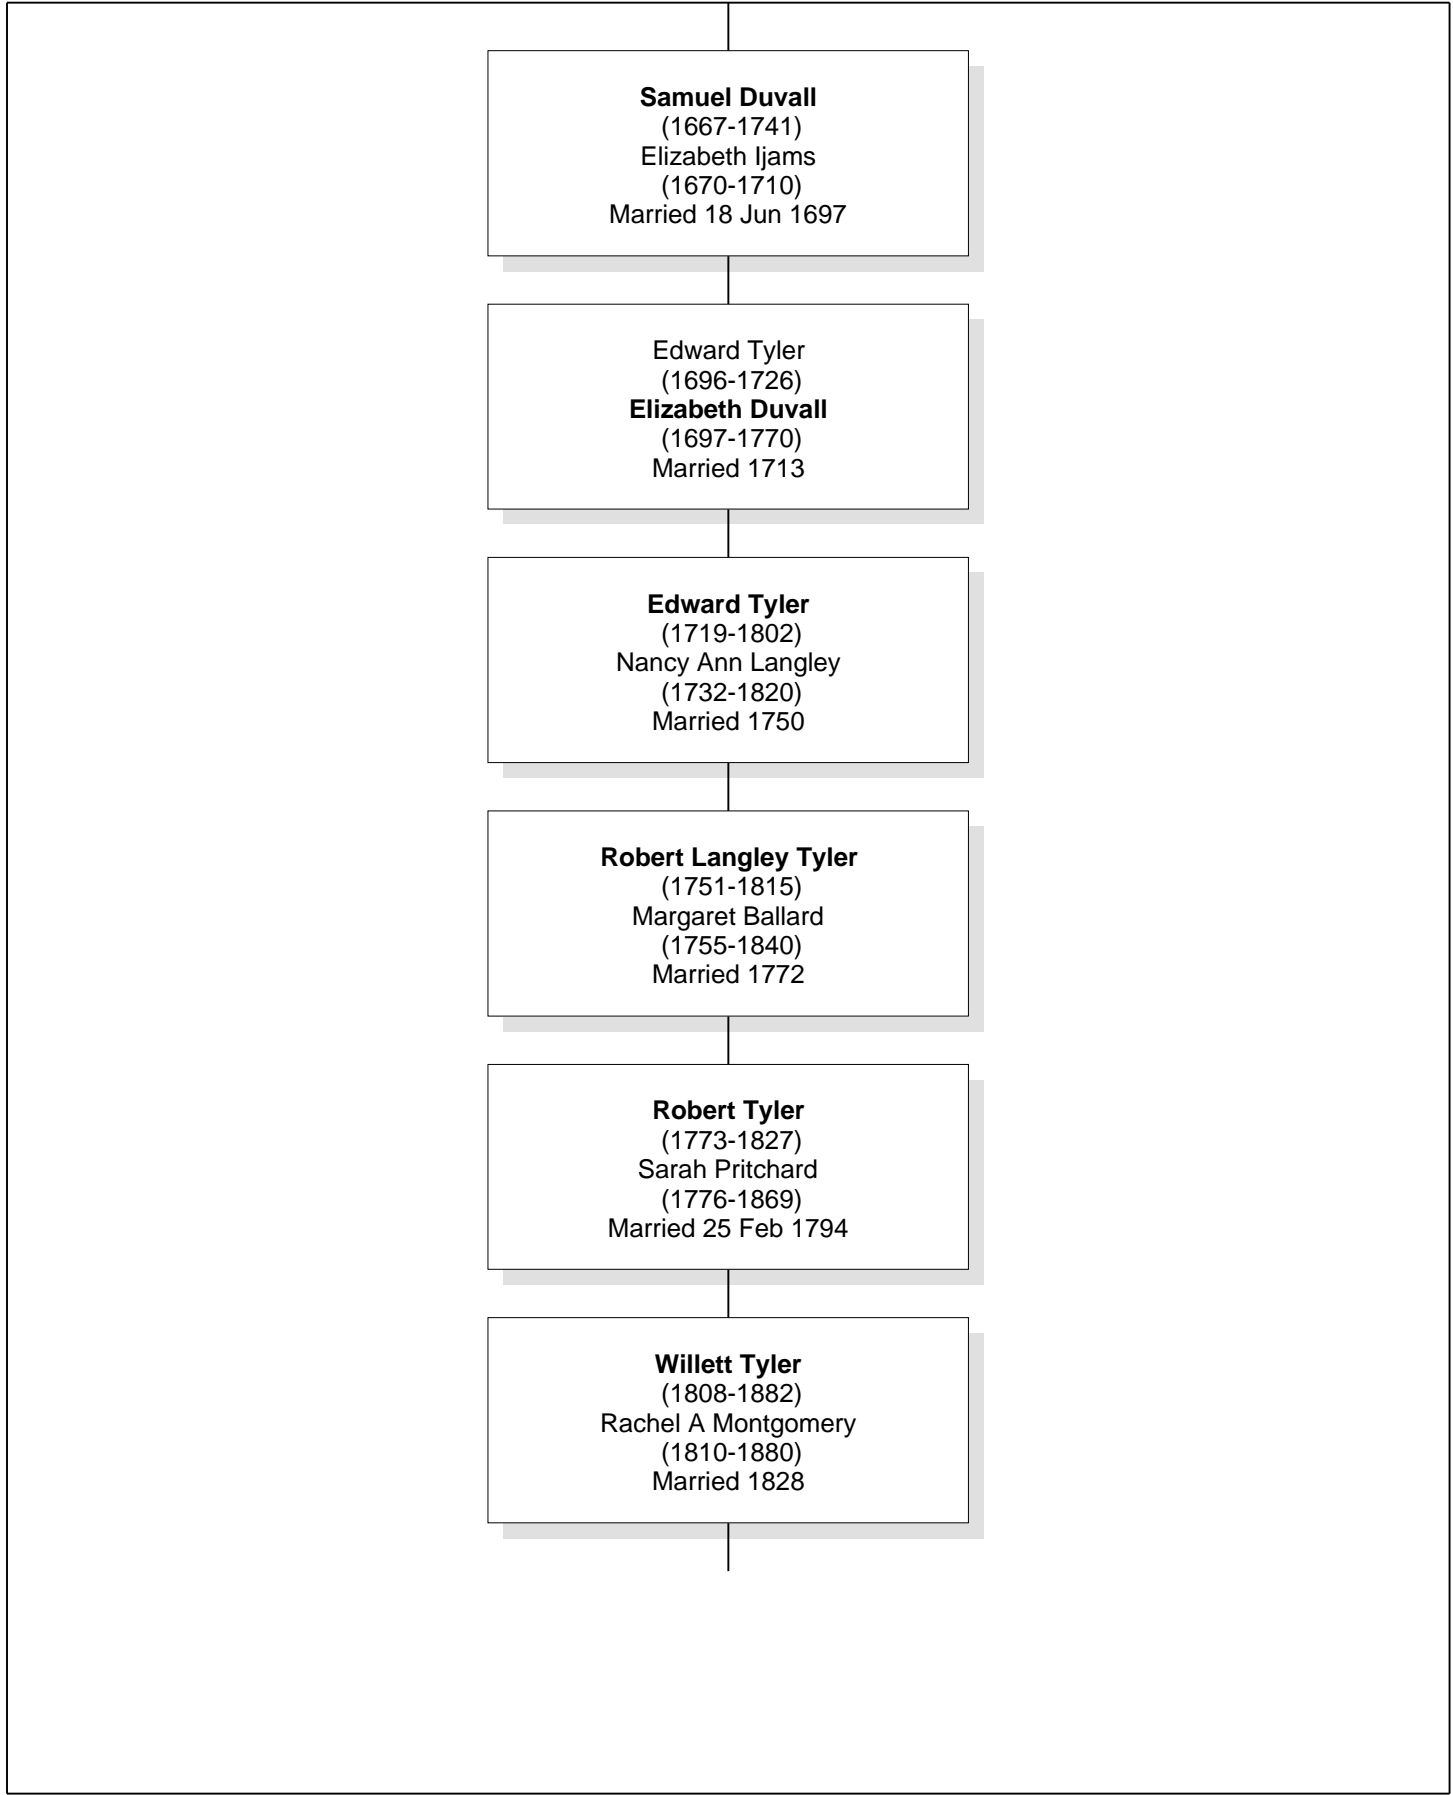 Samuel Duvall
(1667-1741)
Elizabeth Ijams
(1670-1710)
Married 18 Jun 1697
Edward Tyler
(1696-1726)
Elizabeth Duvall
(1697-1770)
Married 1713
Edward Tyler
(1719-1802)
Nancy Ann Langley
(1732-1820)
Married 1750
Robert Langley Tyler
(1751-1815)
Margaret Ballard
(1755-1840)
Married 1772
Robert Tyler
(1773-1827)
Sarah Pritchard
(1776-1869)
Married 25 Feb 1794
Willett Tyler
(1808-1882)
Rachel A Montgomery
(1810-1880)
Married 1828